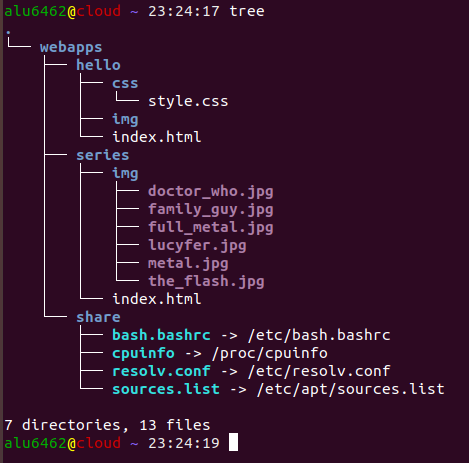 alu6462@cloud ~ 23:24:17 tree
.
└── webapps
    ├── hello
    │   ├── css
    │   │   └── style.css
    │   ├── img
    │   └── index.html
    ├── series
    │   ├── img
    │   │   ├── doctor_who.jpg
    │   │   ├── family_guy.jpg
    │   │   ├── full_metal.jpg
    │   │   ├── lucyfer.jpg
    │   │   ├── metal.jpg
    │   │   └── the_flash.jpg
    │   └── index.html
    └── share
        ├── bash.bashrc -> /etc/bash.bashrc
        ├── cpuinfo -> /proc/cpuinfo
        ├── resolv.conf -> /etc/resolv.conf
        └── sources.list -> /etc/apt/sources.list
7 directories, 13 files
alu6462@cloud ~ 23:24:19